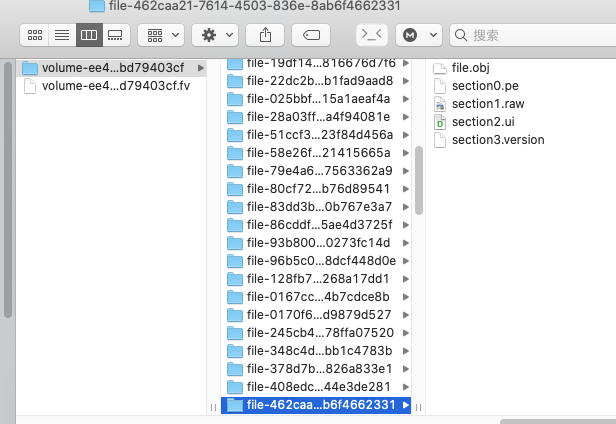 file-462caa21-7614-4503-836e-8ab6f4662331
搜索
volume-ee4...bd79403cf
volume-ee4...d79403cf.fv
file-19df14...816676d7f6
file-22dc2b...b1fad9aad8
file-025bbf...15a1aeaf4a
file-28a03ff...a4f94081e
file-51ccf3...23f84d456a
file-58e26f...21415665a
file-79e4a6...7563362a9
file-80cf72...b76d89541
file-83dd3b...0b767e3a7
file-86cddf...5ae4d3725f
file-93b800...0273fc14d
file-96b5c0...8dcf448d0e
file-128fb7...268a17dd1
file-0167cc...4b7cdce8b
file-0170f6...d9879d527
file-245cb4...78ffa07520
file-348c4d...bb1c4783b
file-378d7b...826a833e1
file-408edc...44e3de281
file-462caa...b6f4662331
file.obj
section0.pe
section1.raw
section2.ui
section3.version